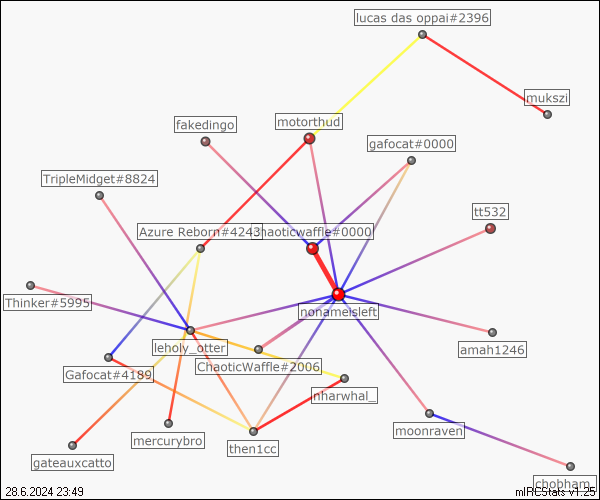 lucas das oppai#2396
mukszi
fakedingo
motorthud
gafocat#0000
TripleMidget#8824
tt532
Azure Reborn#4243
chaoticwaffle#0000
Thinker#5995
nonameisleft
leholy_otter
amah1246
ChaoticWaffle#2006
Gafocat#4189
nharwhal_
mercurybro
moonraven
then1cc
gateauxcatto
chobham_
28.6.2024 23:49
mIRCStats v1.25